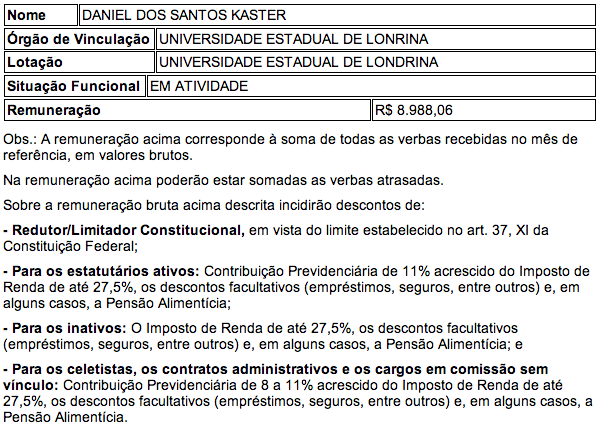 Nome DANIEL DOS SANTOS KASTER
Órgão de Vinculação UNIVERSIDADE ESTADUAL DE LONRINA
Lotação UNIVERSIDADE ESTADUAL DE LONDRINA
Situação Funcional EM ATIVIDADE
Remuneração R$ 8.988,06
Obs.: A remuneração acima corresponde à soma de todas as verbas recebidas no mês de
referência, em valores brutos.
Na remuneração acima poderão estar somadas as verbas atrasadas.
Sobre a remuneração bruta acima descrita incidirão descontos de:
- Redutor/Limitador Constitucional, em vista do limite estabelecido no art. 37, XI da
Constituição Federal;
- Para os estatutários ativos: Contribuição Previdenciária de 11% acrescido do Imposto de
Renda de até 27,5%, os descontos facultativos (empréstimos, seguros, entre outros) e, em
alguns casos, a Pensão Alimentícia;
- Para os inativos: O Imposto de Renda de até 27,5%, os descontos facultativos
(empréstimos, seguros, entre outros) e, em alguns casos, a Pensão Alimentícia; e
- Para os celetistas, os contratos administrativos e os cargos em comissão sem
vínculo: Contribuição Previdenciária de 8 a 11% acrescido do Imposto de Renda de até
27,5%, os descontos facultativos (empréstimos, seguros, entre outros) e, em alguns casos, a
Pensão Alimentícia.